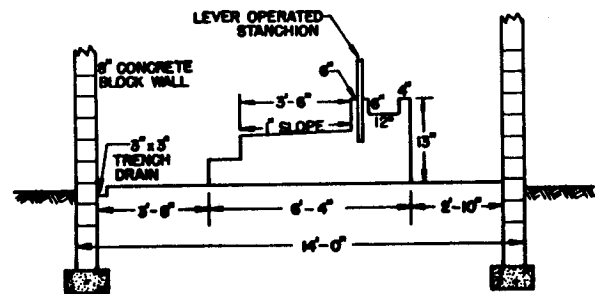 LEVER OPERATED
STANCHION
8" CONCRETE
BLOCK WALL
6"
3'-6"
6"
4"
12"
1" SLOPE
13"
3" x 3"
TRENCH
DRAIN
3'-6"
6'-4"
2'-10"
14'-0"